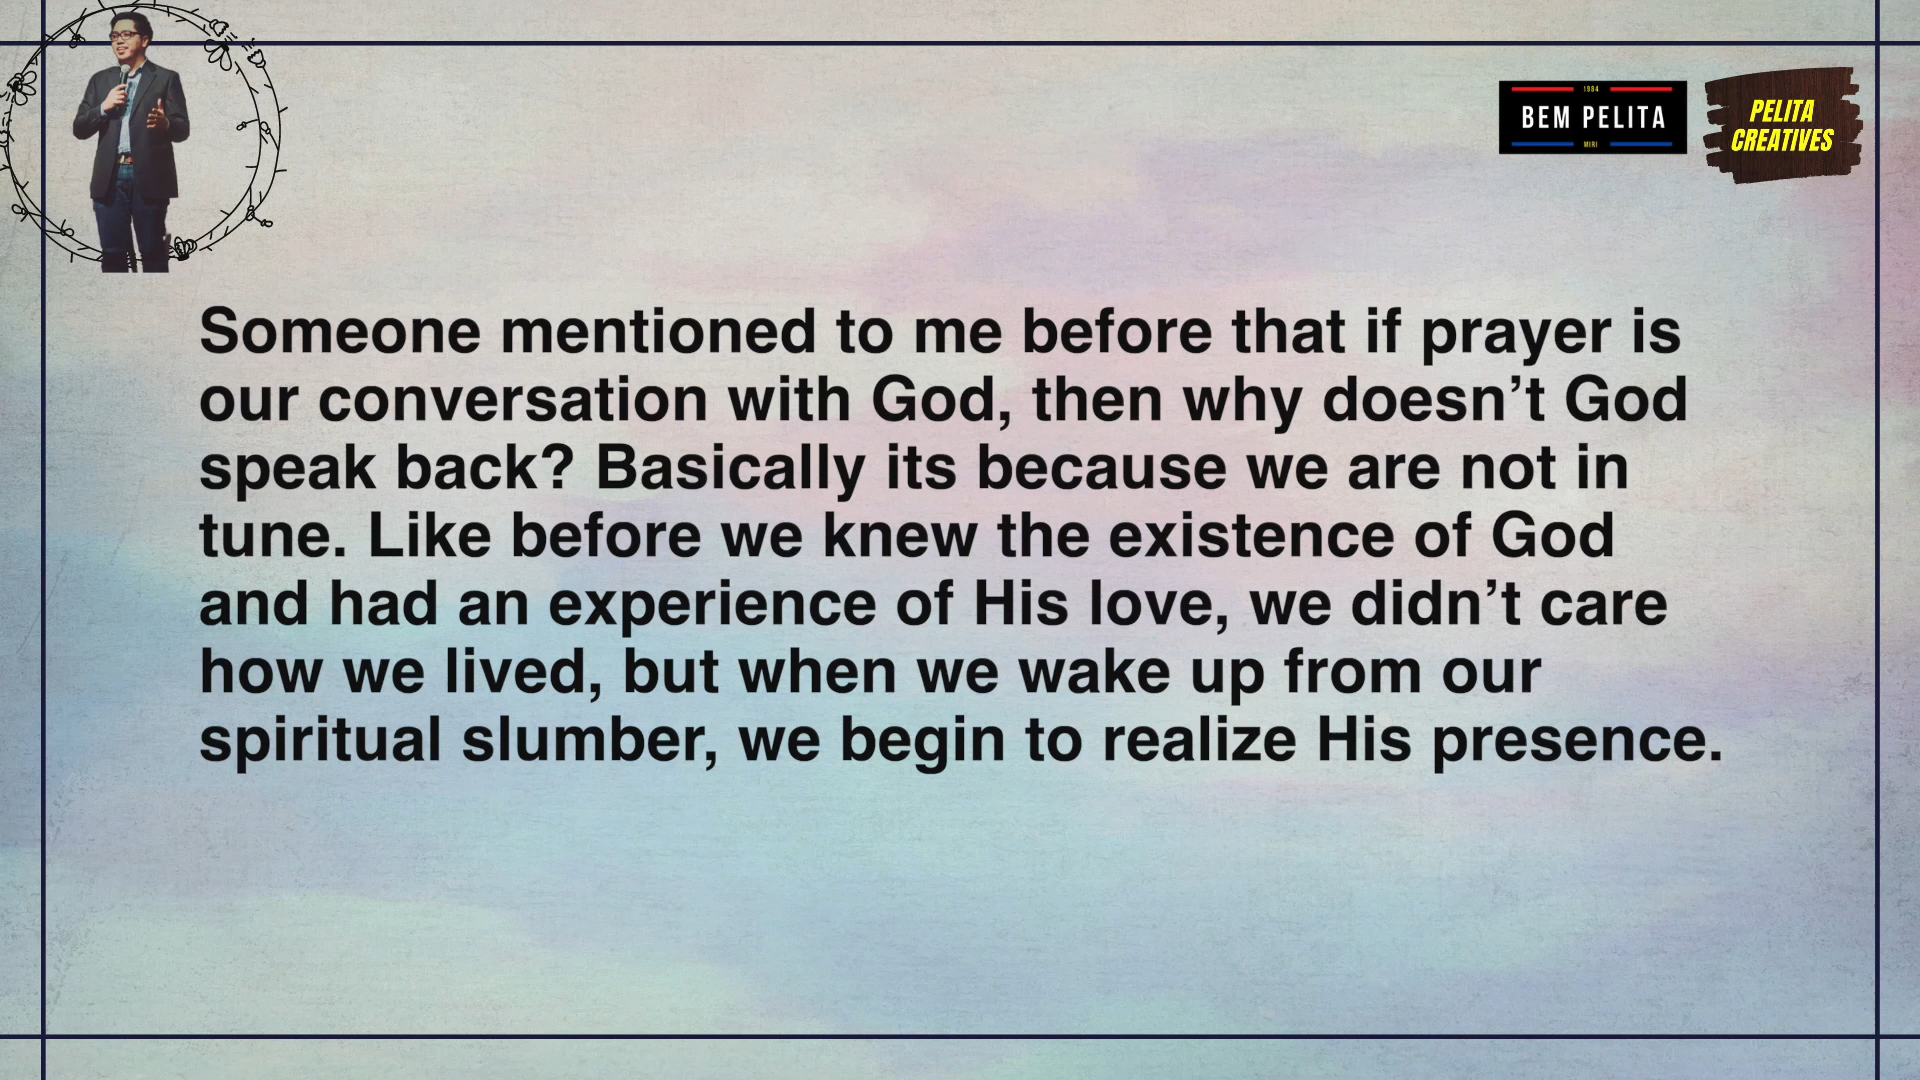 1984
BEM PELITA
MIRI
PELITA
CREATIVES
Someone mentioned to me before that if prayer is
our conversation with God, then why doesn’t God
speak back? Basically its because we are not in
tune. Like before we knew the existence of God
and had an experience of His love, we didn’t care
how we lived, but when we wake up from our
spiritual slumber, we begin to realize His presence.